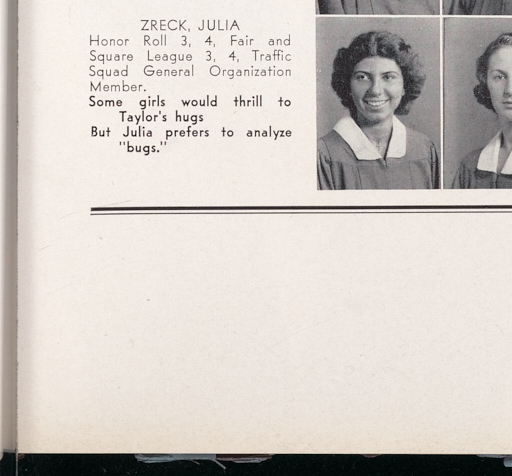 ZRECK, JULIA
Honor Roll 3, 4, Fair and
Square League 3, 4, Traffic
Squad General Organization
Member.
Some girls would thrill to
Taylor's hugs
But Julia prefers to analyze
"bugs."